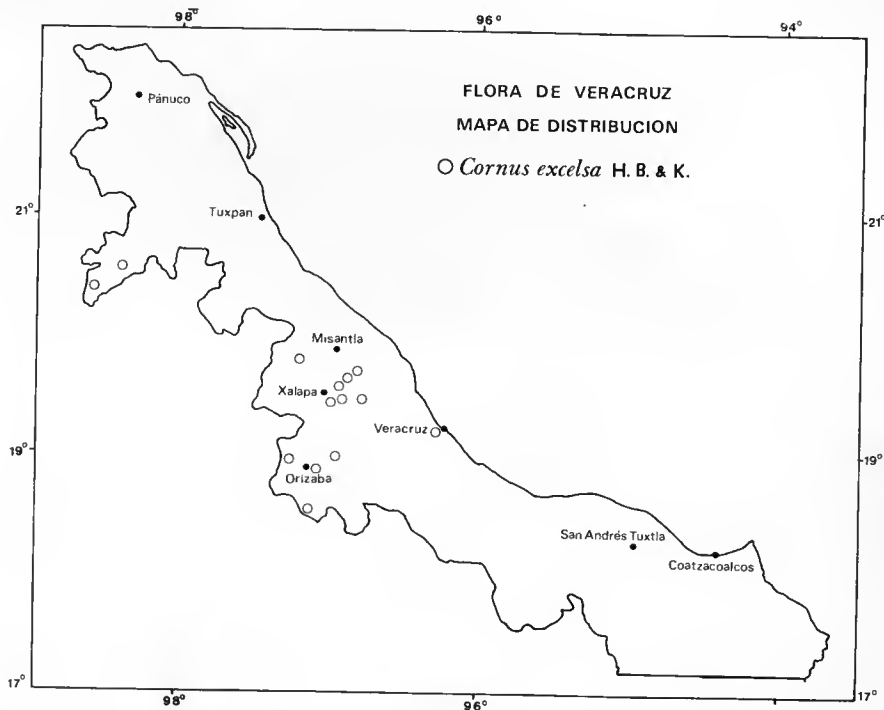 98° 96° 94°
FLORA DE VERACRUZ
MAPA DE DISTRIBUCION
Cornus excelsa H. B. & K.
Pánuco
21° 21°
Tuxpan
Misantla
Xalapa
Veracruz
19° 19°
Orizaba
San Andrés Tuxtla
Coatzacoalcos
17° 17°
98° 96°